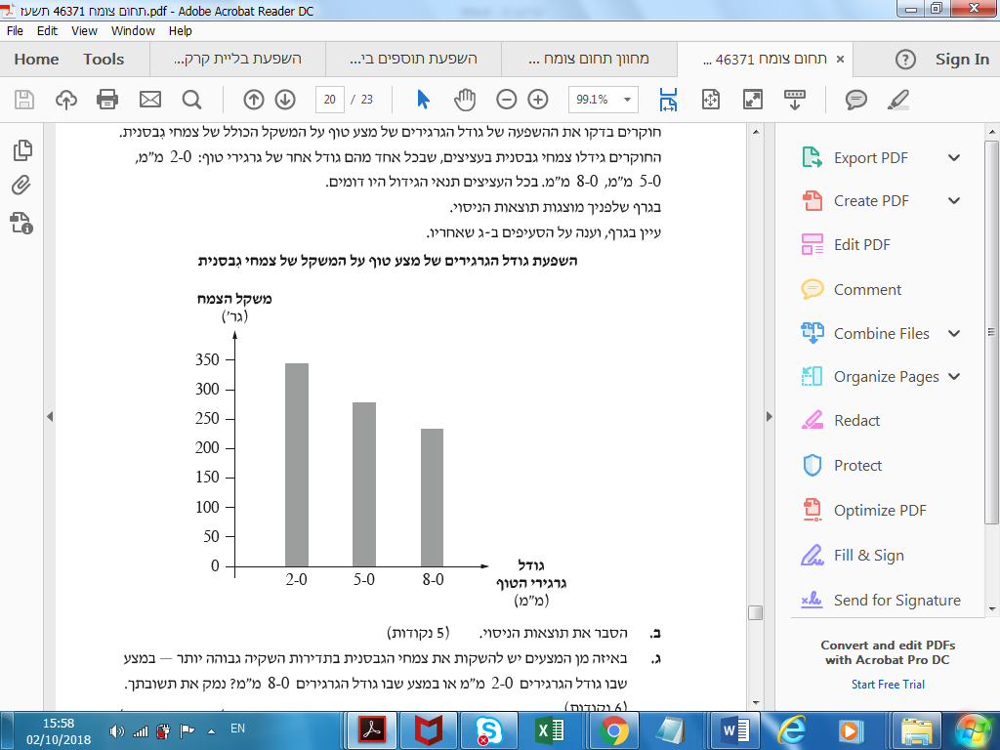 תחום צומח 46371 תשעז.pdf - Adobe Acrobat Reader DC
File Edit View Window Help
Home Tools השפעת בליית קרק... השפעת תוספים בי... מחוון תחום צומח ... תחום צומח 46371 ... × Sign In
20 / 23 99.1%
חוקרים בדקו את ההשפעה של גודל הגרגירים של מצע טוף על המשקל הכולל של צמחי גִבסנית.
החוקרים גידלו צמחי גבסנית בעציצים, שבכל אחד מהם גודל אחר של גרגירי טוף: 2-0 מ״מ,
5-0 מ״מ, 8-0 מ״מ. בכל העציצים תנאי הגידול היו דומים.
בגרף שלפניך מוצגות תוצאות הניסוי.
עיין בגרף, וענה על הסעיפים ב-ג שאחריו.
השפעת גודל הגרגירים של מצע טוף על המשקל של צמחי גִבסנית
משקל הצמח
(גר')
350
300
250
200
150
100
50
0
2-0 5-0 8-0
גודל
גרגירי הטוף
(מ״מ)
ב. הסבר את תוצאות הניסוי. (5 נקודות)
ג. באיזה מן המצעים יש להשקות את צמחי הגבסנית בתדירות השקיה גבוהה יותר — במצע
שבו גודל הגרגירים 2-0 מ״מ או במצע שבו גודל הגרגירים 8-0 מ״מ? נמק את תשובתך.
(6 נקודות)
Export PDF
Create PDF
Edit PDF
Comment
Combine Files
Organize Pages
Redact
Protect
Optimize PDF
Fill & Sign
Send for Signature
Convert and edit PDFs
with Acrobat Pro DC
Start Free Trial
15:58
02/10/2018
EN